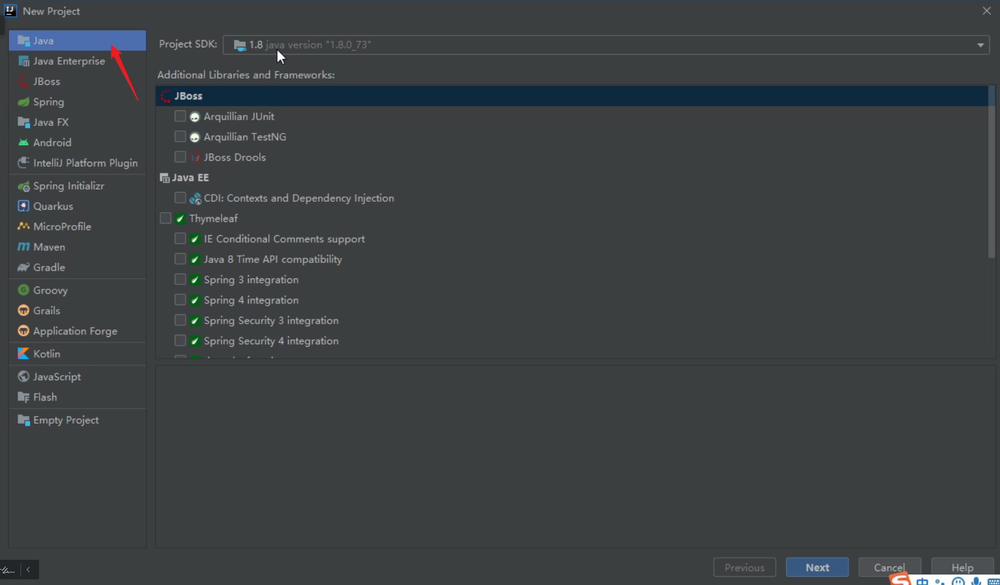 New Project
Java
Java Enterprise
JBoss
Spring
Java FX
Android
IntelliJ Platform Plugin
Spring Initializr
Quarkus
MicroProfile
Maven
Gradle
Groovy
Grails
Application Forge
Kotlin
JavaScript
Flash
Empty Project
Project SDK: 1.8 java version "1.8.0_73"
Additional Libraries and Frameworks:
JBoss
Arquillian JUnit
Arquillian TestNG
JBoss Drools
Java EE
CDI: Contexts and Dependency Injection
Thymeleaf
IE Conditional Comments support
Java 8 Time API compatibility
Spring 3 integration
Spring 4 integration
Spring Security 3 integration
Spring Security 4 integration
么...
Previous
Next
Cancel
Help
中